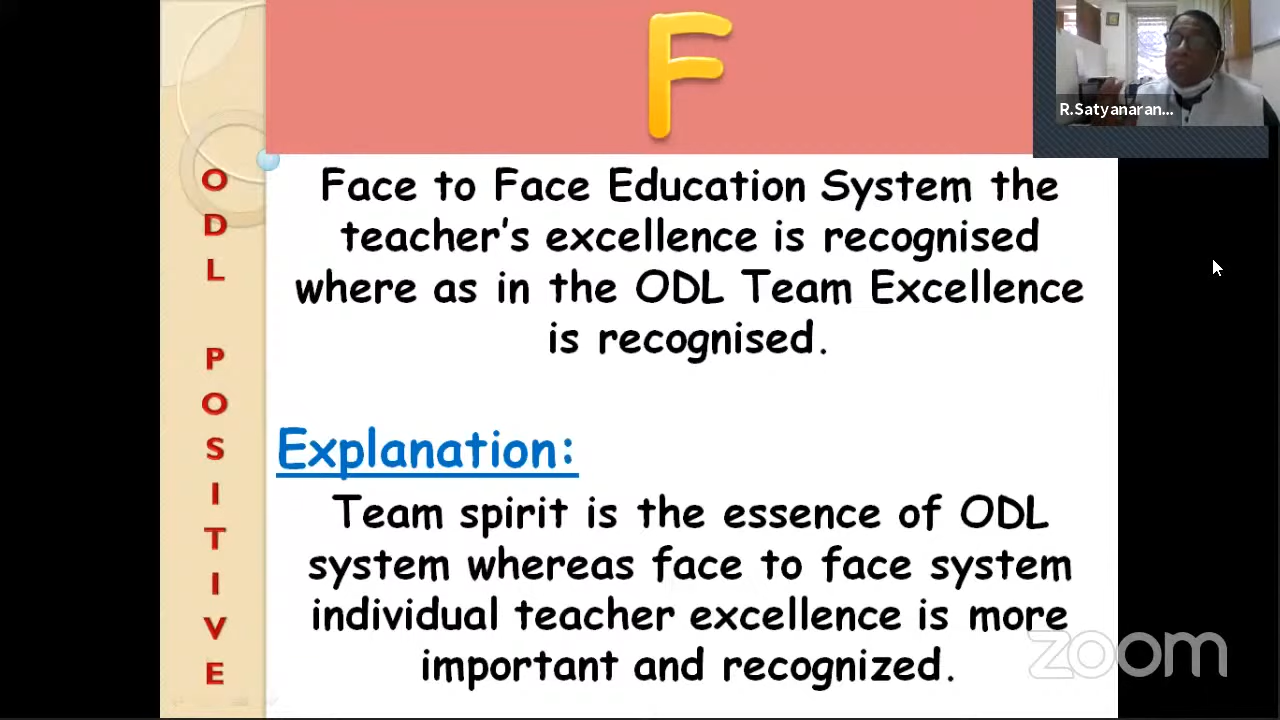 F
R.Satyanaran...
ODL POSITIVE
Face to Face Education System the
teacher's excellence is recognised
where as in the ODL Team Excellence
is recognised.
Explanation:
Team spirit is the essence of ODL
system whereas face to face system
individual teacher excellence is more
important and recognized.
zoom